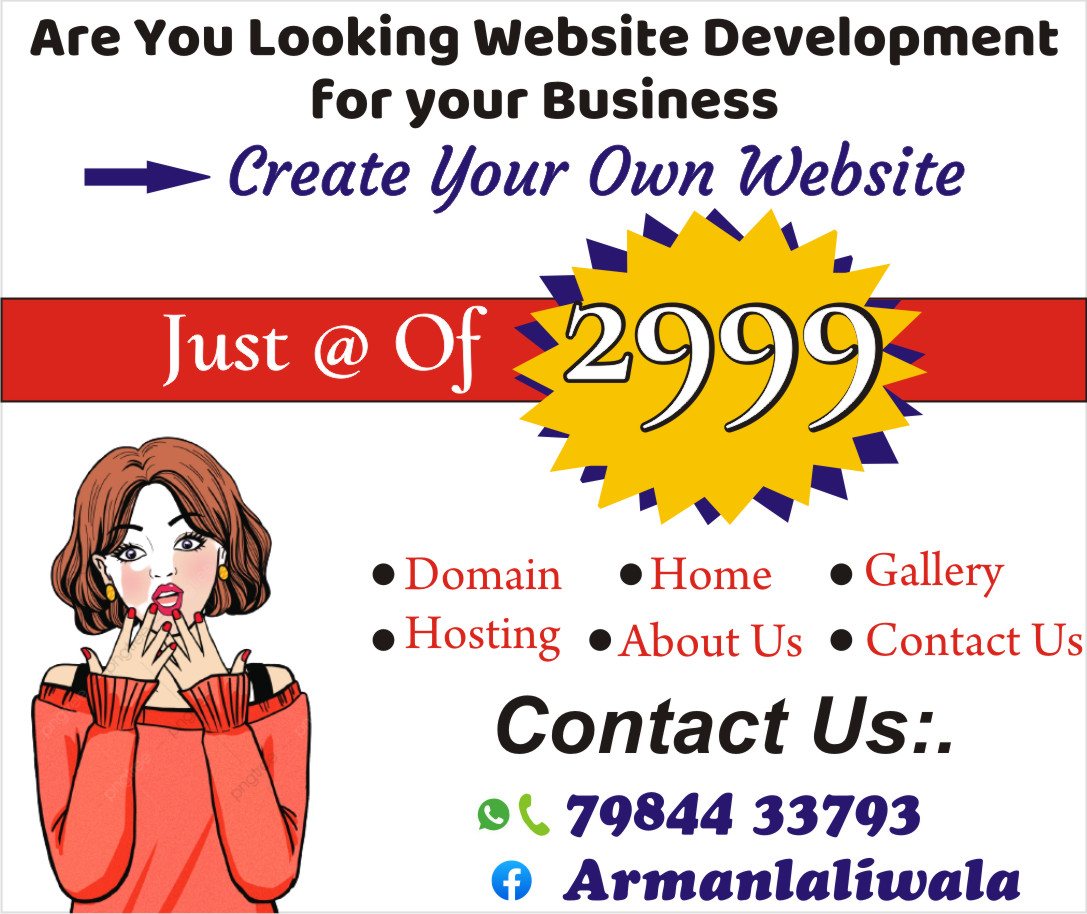 Are You Looking Website Development
for your Business
Create Your Own Website
Just @ Of 2999
Domain
Home
Gallery
Hosting
About Us
Contact Us
Contact Us:.
79844 33793
Armanlaliwala